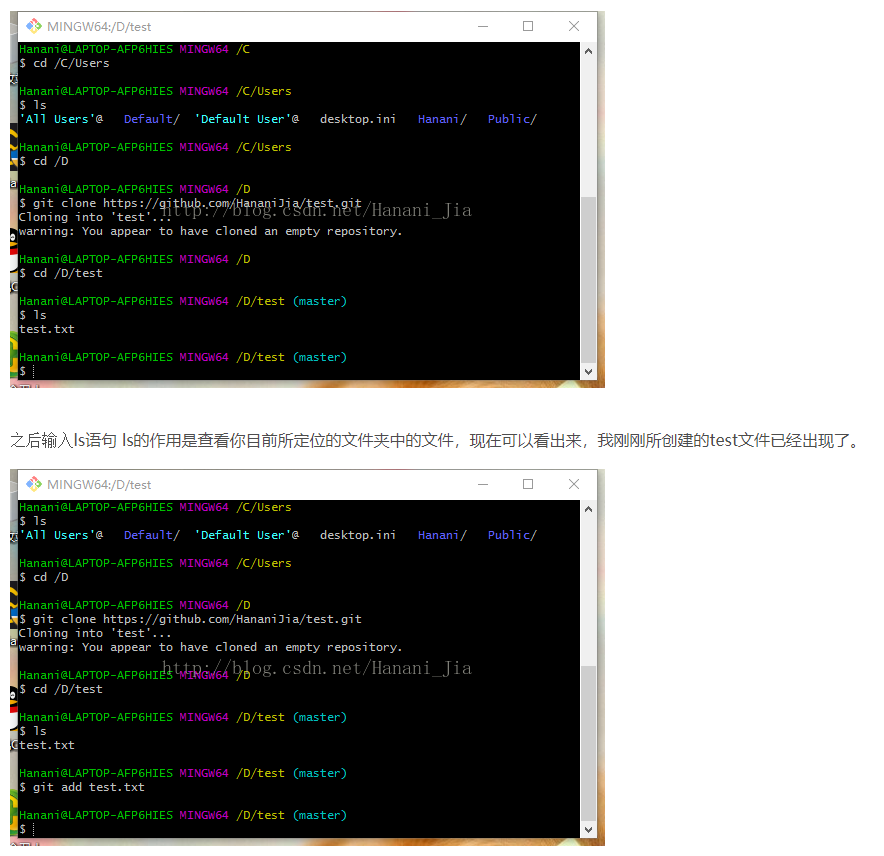 MINGW64:/D/test
Hanani@LAPTOP-AFP6HIES MINGW64 /C
$ cd /C/Users
Hanani@LAPTOP-AFP6HIES MINGW64 /C/Users
$ ls
'All Users'@ Default/ 'Default User'@ desktop.ini Hanani/ Public/
Hanani@LAPTOP-AFP6HIES MINGW64 /C/Users
$ cd /D
Hanani@LAPTOP-AFP6HIES MINGW64 /D
$ git clone https://github.com/HananiJia/test.git
http://blog.csdn.net/Hanani_Jia
Cloning into 'test'...
warning: You appear to have cloned an empty repository.
Hanani@LAPTOP-AFP6HIES MINGW64 /D
$ cd /D/test
Hanani@LAPTOP-AFP6HIES MINGW64 /D/test (master)
$ ls
test.txt
Hanani@LAPTOP-AFP6HIES MINGW64 /D/test (master)
$
之后输入ls语句 ls的作用是查看你目前所定位的文件夹中的文件，现在可以看出来，我刚刚所创建的test文件已经出现了。
MINGW64:/D/test
Hanani@LAPTOP-AFP6HIES MINGW64 /C/Users
$ ls
'All Users'@ Default/ 'Default User'@ desktop.ini Hanani/ Public/
Hanani@LAPTOP-AFP6HIES MINGW64 /C/Users
$ cd /D
Hanani@LAPTOP-AFP6HIES MINGW64 /D
$ git clone https://github.com/HananiJia/test.git
Cloning into 'test'...
warning: You appear to have cloned an empty repository.
http://blog.csdn.net/Hanani_Jia
Hanani@LAPTOP-AFP6HIES MINGW64 /D
$ cd /D/test
Hanani@LAPTOP-AFP6HIES MINGW64 /D/test (master)
$ ls
test.txt
Hanani@LAPTOP-AFP6HIES MINGW64 /D/test (master)
$ git add test.txt
Hanani@LAPTOP-AFP6HIES MINGW64 /D/test (master)
$